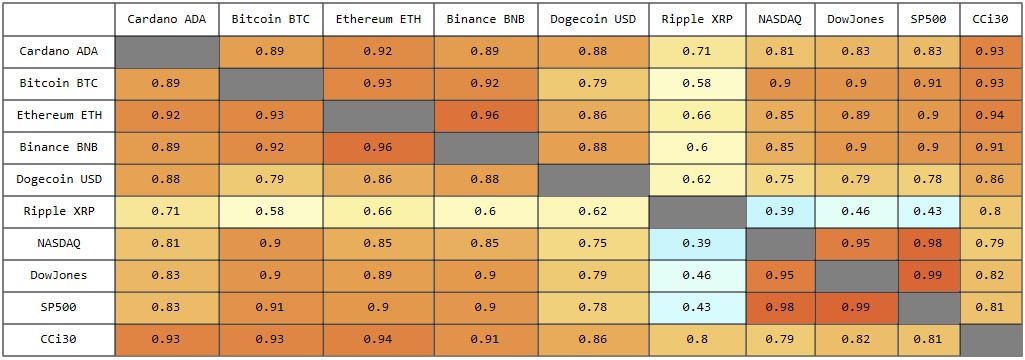 Cardano ADA Bitcoin BTC Ethereum ETH Binance BNB Dogecoin USD Ripple XRP NASDAQ DowJones SP500 CCi30
Cardano ADA 0.89 0.92 0.89 0.88 0.71 0.81 0.83 0.83 0.93
Bitcoin BTC 0.89 0.93 0.92 0.79 0.58 0.9 0.9 0.91 0.93
Ethereum ETH 0.92 0.93 0.96 0.86 0.66 0.85 0.89 0.9 0.94
Binance BNB 0.89 0.92 0.96 0.88 0.6 0.85 0.9 0.9 0.91
Dogecoin USD 0.88 0.79 0.86 0.88 0.62 0.75 0.79 0.78 0.86
Ripple XRP 0.71 0.58 0.66 0.6 0.62 0.39 0.46 0.43 0.8
NASDAQ 0.81 0.9 0.85 0.85 0.75 0.39 0.95 0.98 0.79
DowJones 0.83 0.9 0.89 0.9 0.79 0.46 0.95 0.99 0.82
SP500 0.83 0.91 0.9 0.9 0.78 0.43 0.98 0.99 0.81
CCi30 0.93 0.93 0.94 0.91 0.86 0.8 0.79 0.82 0.81